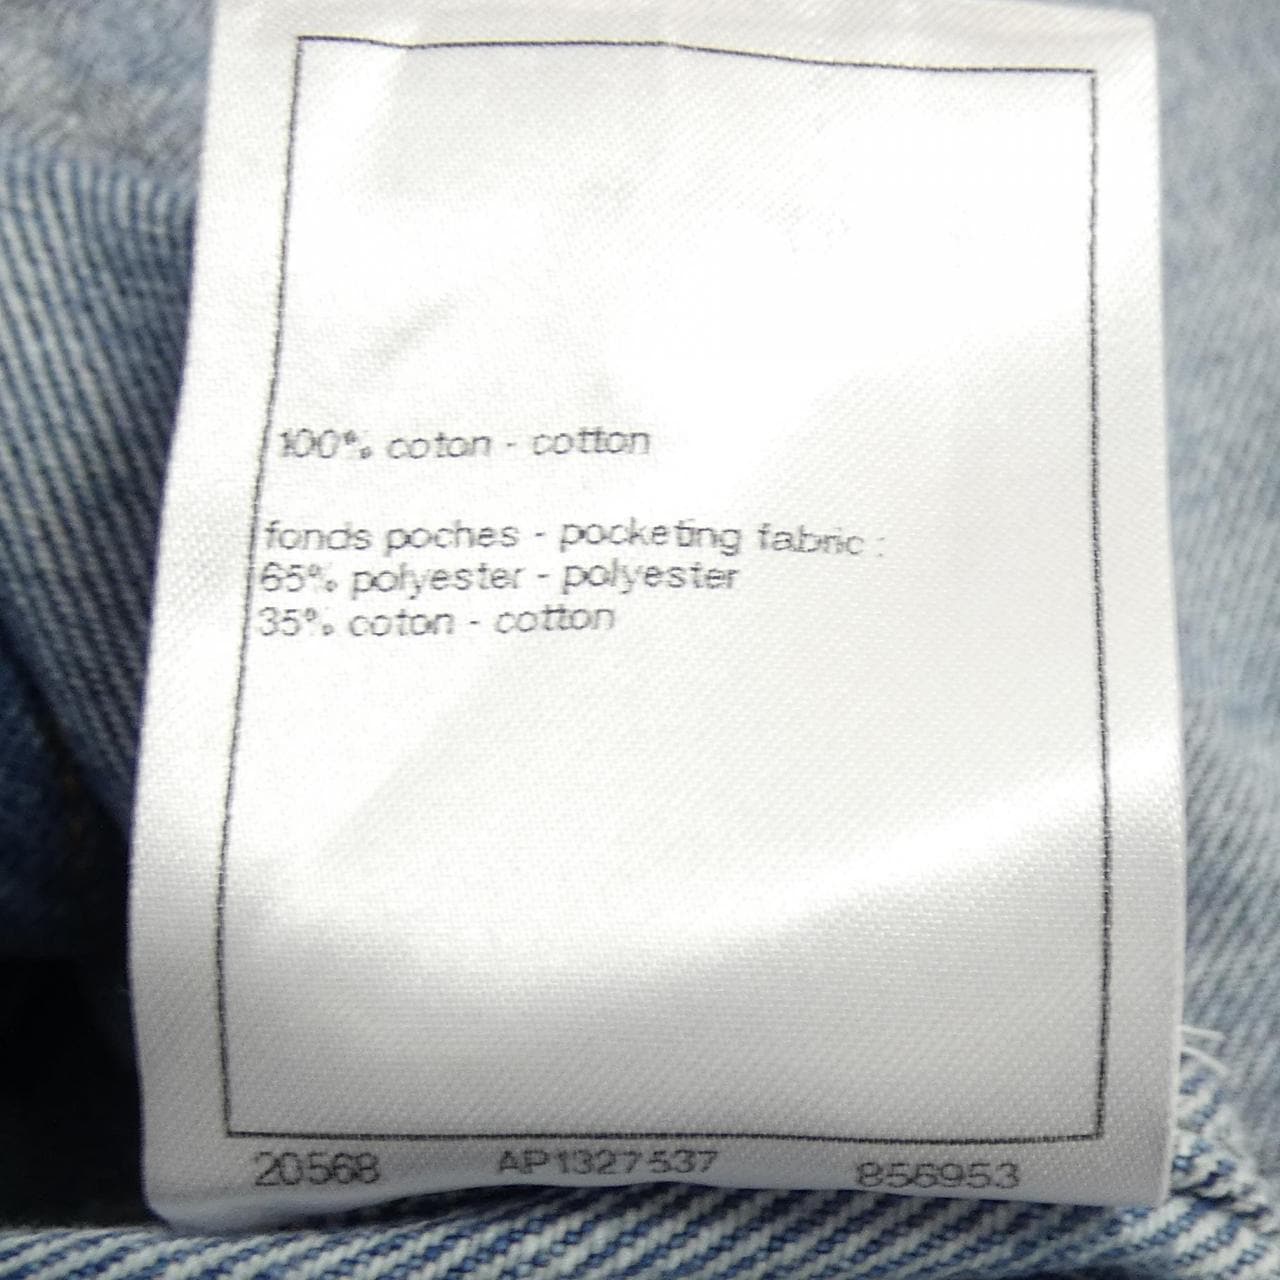 100% coton - cotton
fonds poches - pocketing fabric :
65% polyester - polyester
35% coton - cotton
20568 AP1327537 856953